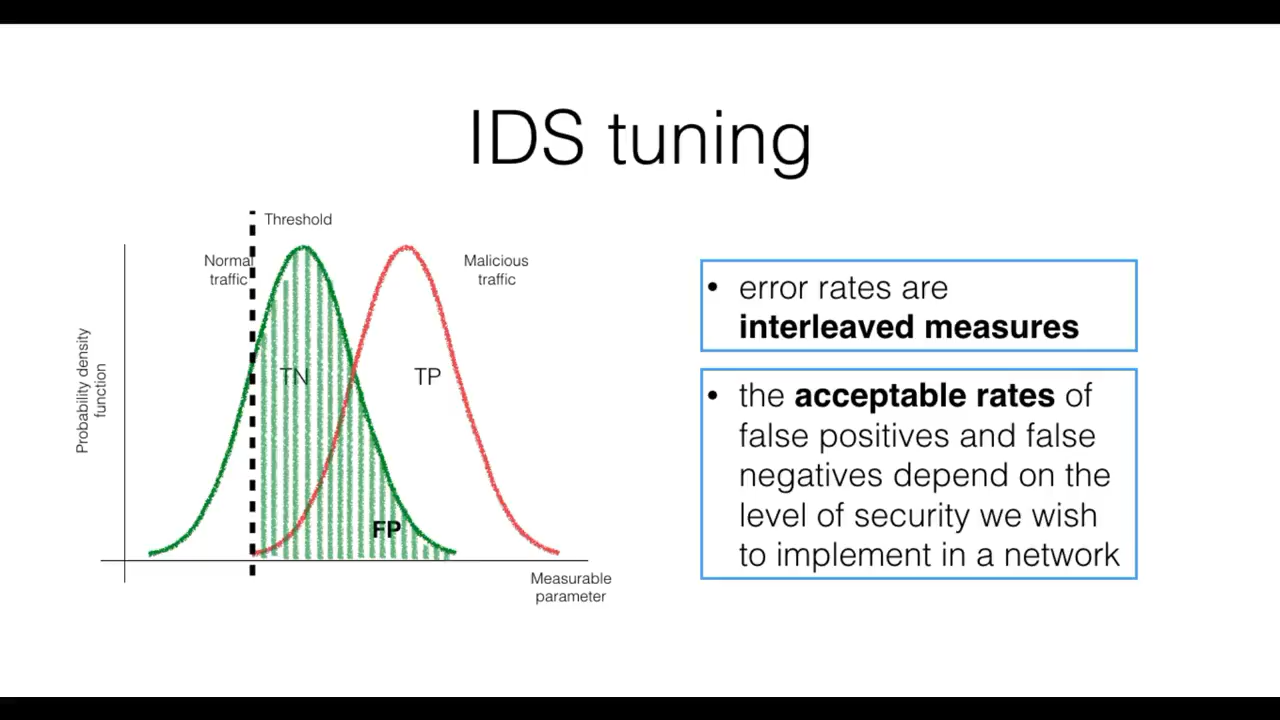 IDS tuning
Threshold
Normal
traffic
Malicious
traffic
Probability density
function
TN
TP
FP
Measurable
parameter
• error rates are
interleaved measures
• the acceptable rates of
false positives and false
negatives depend on the
level of security we wish
to implement in a network